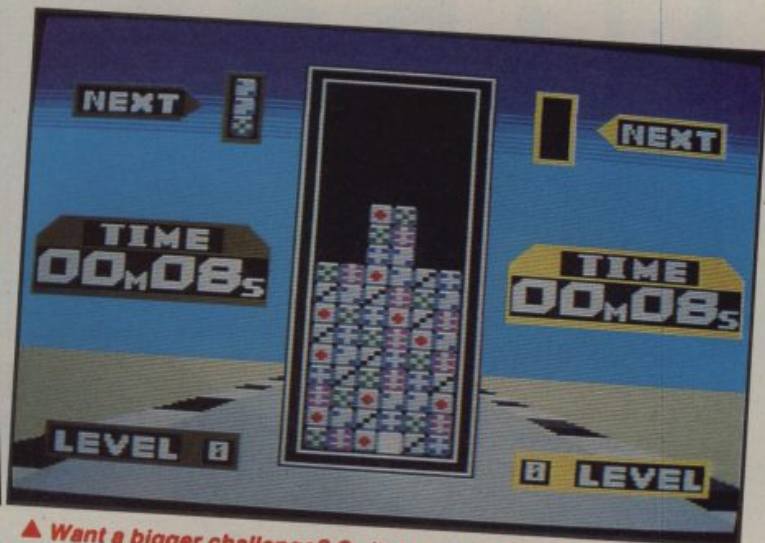 NEXT
NEXT
TIME
00M08S
TIME
00M08S
LEVEL 0
0 LEVEL
▲ Want a bigger challenge?